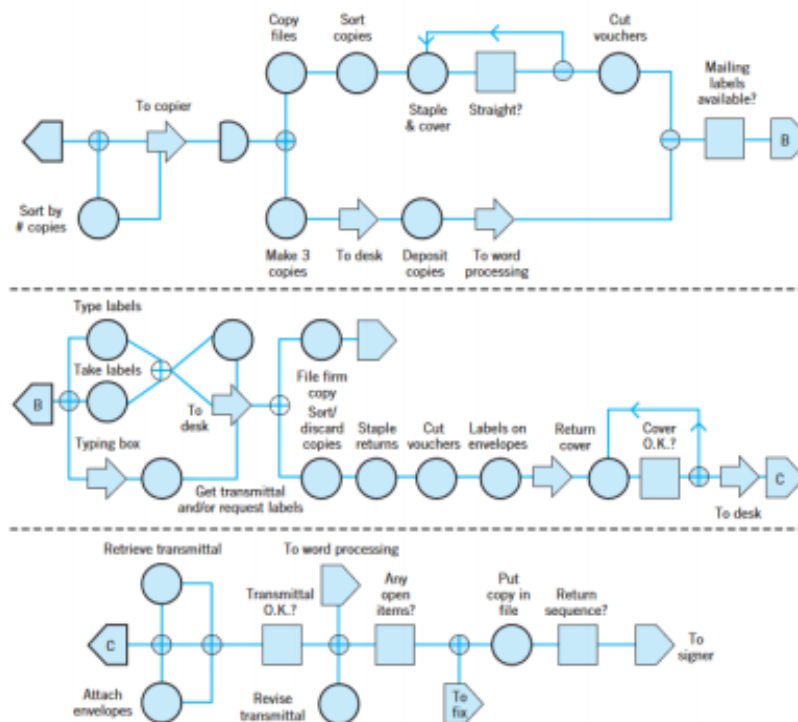 Copy
files
Sort
copies
Cut
vouchers
Mailing
labels
available?
To copier
Staple
& cover
Straight?
B
Sort by
# copies
Make 3
copies
To desk
Deposit
copies
To word
processing
Type labels
Take labels
B
To
desk
File firm
copy
Typing box
Get transmittal
and/or request labels
Sort/
discard
copies
Staple
returns
Cut
vouchers
Labels on
envelopes
Return
cover
Cover
O.K.?
C
To desk
Retrieve transmittal
To word processing
Transmittal
O.K.?
Any
open
items?
Put
copy in
file
Return
sequence?
C
To
signer
Attach
envelopes
Revise
transmittal
To
fix